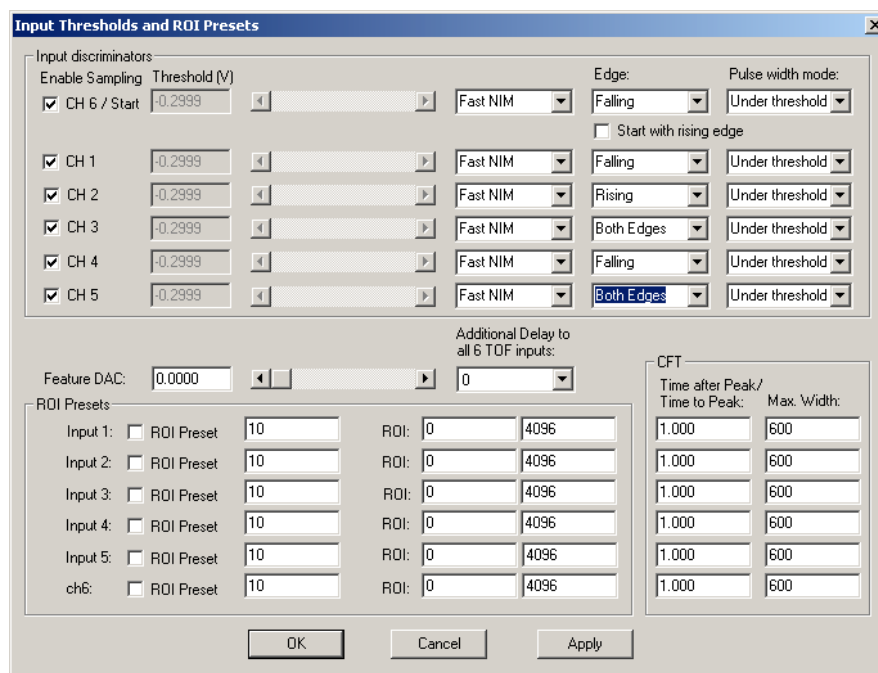 Input Thresholds and ROI Presets
Input discriminators
Enable Sampling Threshold (V) Edge: Pulse width mode:
CH 6 / Start -0.2999 Fast NIM Falling Under threshold
Start with rising edge
CH 1 -0.2999 Fast NIM Falling Under threshold
CH 2 -0.2999 Fast NIM Rising Under threshold
CH 3 -0.2999 Fast NIM Both Edges Under threshold
CH 4 -0.2999 Fast NIM Falling Under threshold
CH 5 -0.2999 Fast NIM Both Edges Under threshold
Additional Delay to
all 6 TOF inputs:
Feature DAC: 0.0000 0
CFT
Time after Peak/
Time to Peak: Max. Width:
ROI Presets
Input 1: ROI Preset 10 ROI: 0 4096 1.000 600
Input 2: ROI Preset 10 ROI: 0 4096 1.000 600
Input 3: ROI Preset 10 ROI: 0 4096 1.000 600
Input 4: ROI Preset 10 ROI: 0 4096 1.000 600
Input 5: ROI Preset 10 ROI: 0 4096 1.000 600
ch6: ROI Preset 10 ROI: 0 4096 1.000 600
OK Cancel Apply